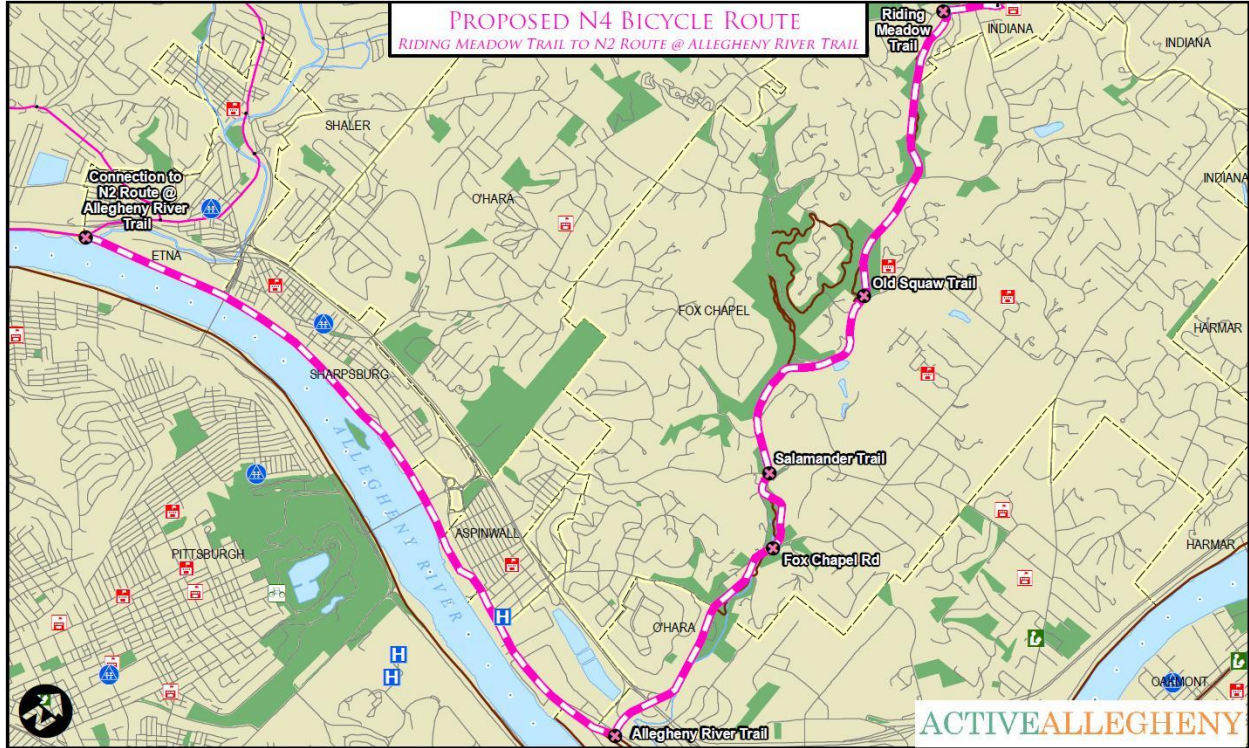 PROPOSED N4 BICYCLE ROUTE
RIDING MEADOW TRAIL TO N2 ROUTE @ ALLEGHENY RIVER TRAIL
Riding
Meadow
Trail
INDIANA
INDIANA
SHALER
Connection to
N2 Route @
Allegheny River
Trail
O'HARA
INDIANA
ETNA
Old Squaw Trail
FOX CHAPEL
HARMAR
SHARPSBURG
ALLEGHENY RIVER
Salamander Trail
ASPINWALL
PITTSBURGH
Fox Chapel Rd
HARMAR
O'HARA
H
H
H
OAKMONT
Allegheny River Trail
ACTIVEALLEGHENY